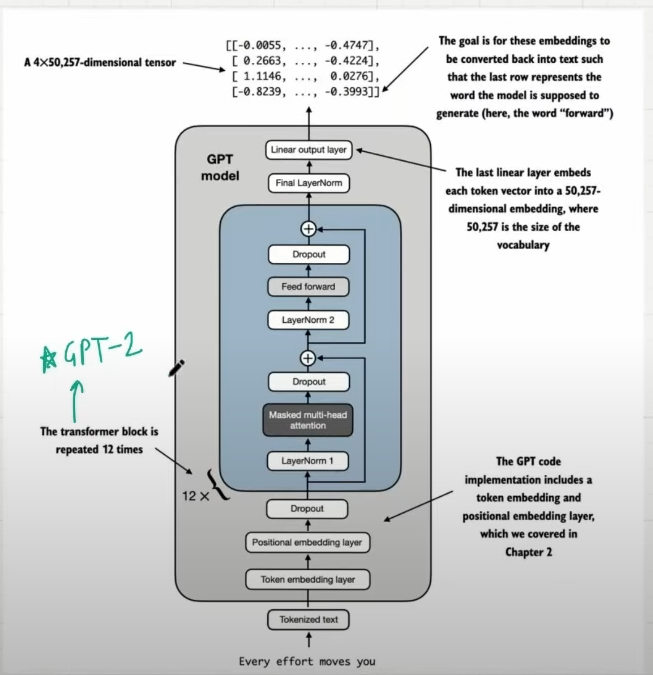 [[-0.0055, ..., -0.4747],
[ 0.2663, ..., -0.4224],
[ 1.1146, ..., 0.0276],
[-0.8239, ..., -0.3993]]
A 4×50,257-dimensional tensor
The goal is for these embeddings to
be converted back into text such
that the last row represents the
word the model is supposed to
generate (here, the word “forward”)
GPT
model
Linear output layer
Final LayerNorm
The last linear layer embeds
each token vector into a 50,257-
dimensional embedding, where
50,257 is the size of the
vocabulary
+
Dropout
Feed forward
LayerNorm 2
+
Dropout
Masked multi-head
attention
LayerNorm 1
GPT-2
The transformer block is
repeated 12 times
12 ×
{
Dropout
Positional embedding layer
Token embedding layer
The GPT code
implementation includes a
token embedding and
positional embedding layer,
which we covered in
Chapter 2
Tokenized text
Every effort moves you